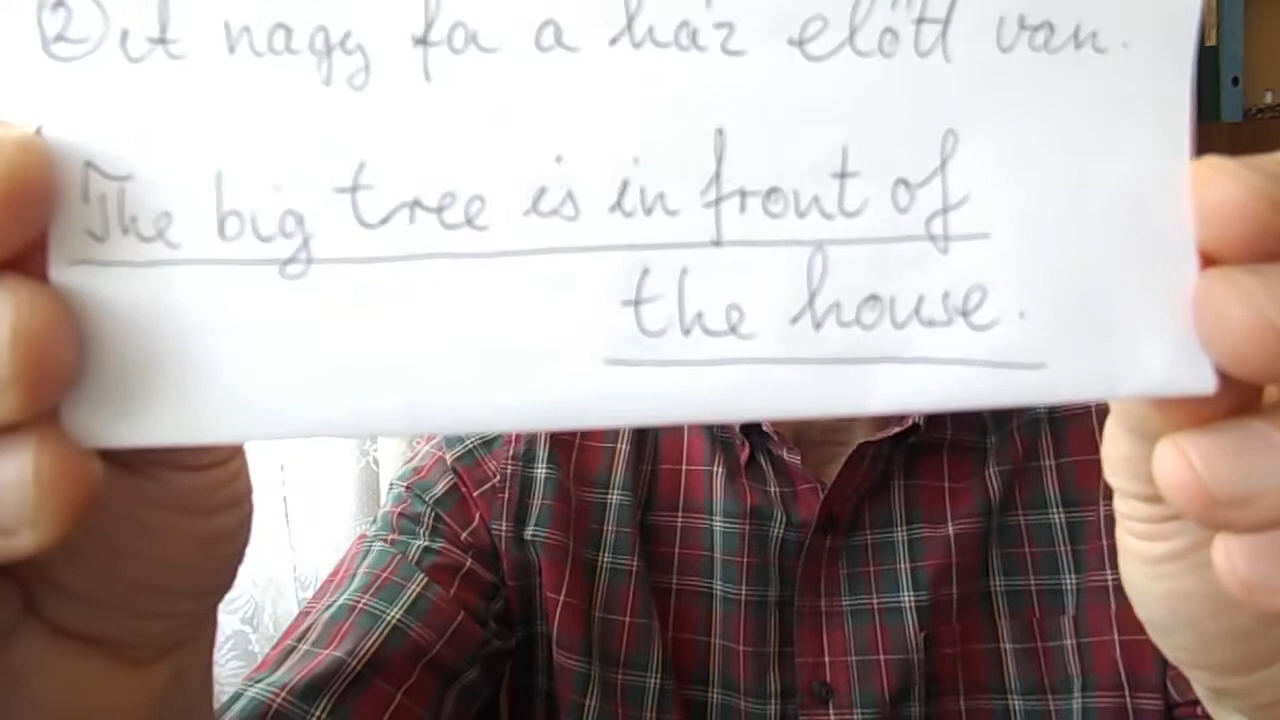 ② A nagy fa a ház előtt van.
The big tree is in front of
the house.